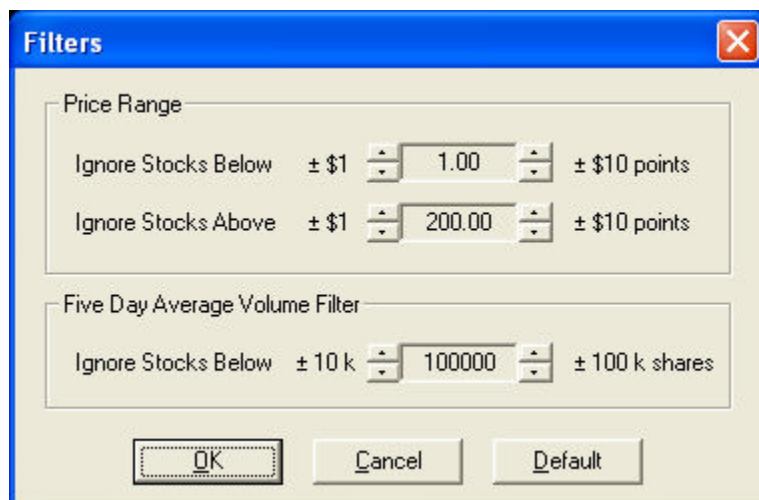 Filters
Price Range
Ignore Stocks Below ± $1 1.00 ± $10 points
Ignore Stocks Above ± $1 200.00 ± $10 points
Five Day Average Volume Filter
Ignore Stocks Below ± 10 k 100000 ± 100 k shares
OK Cancel Default